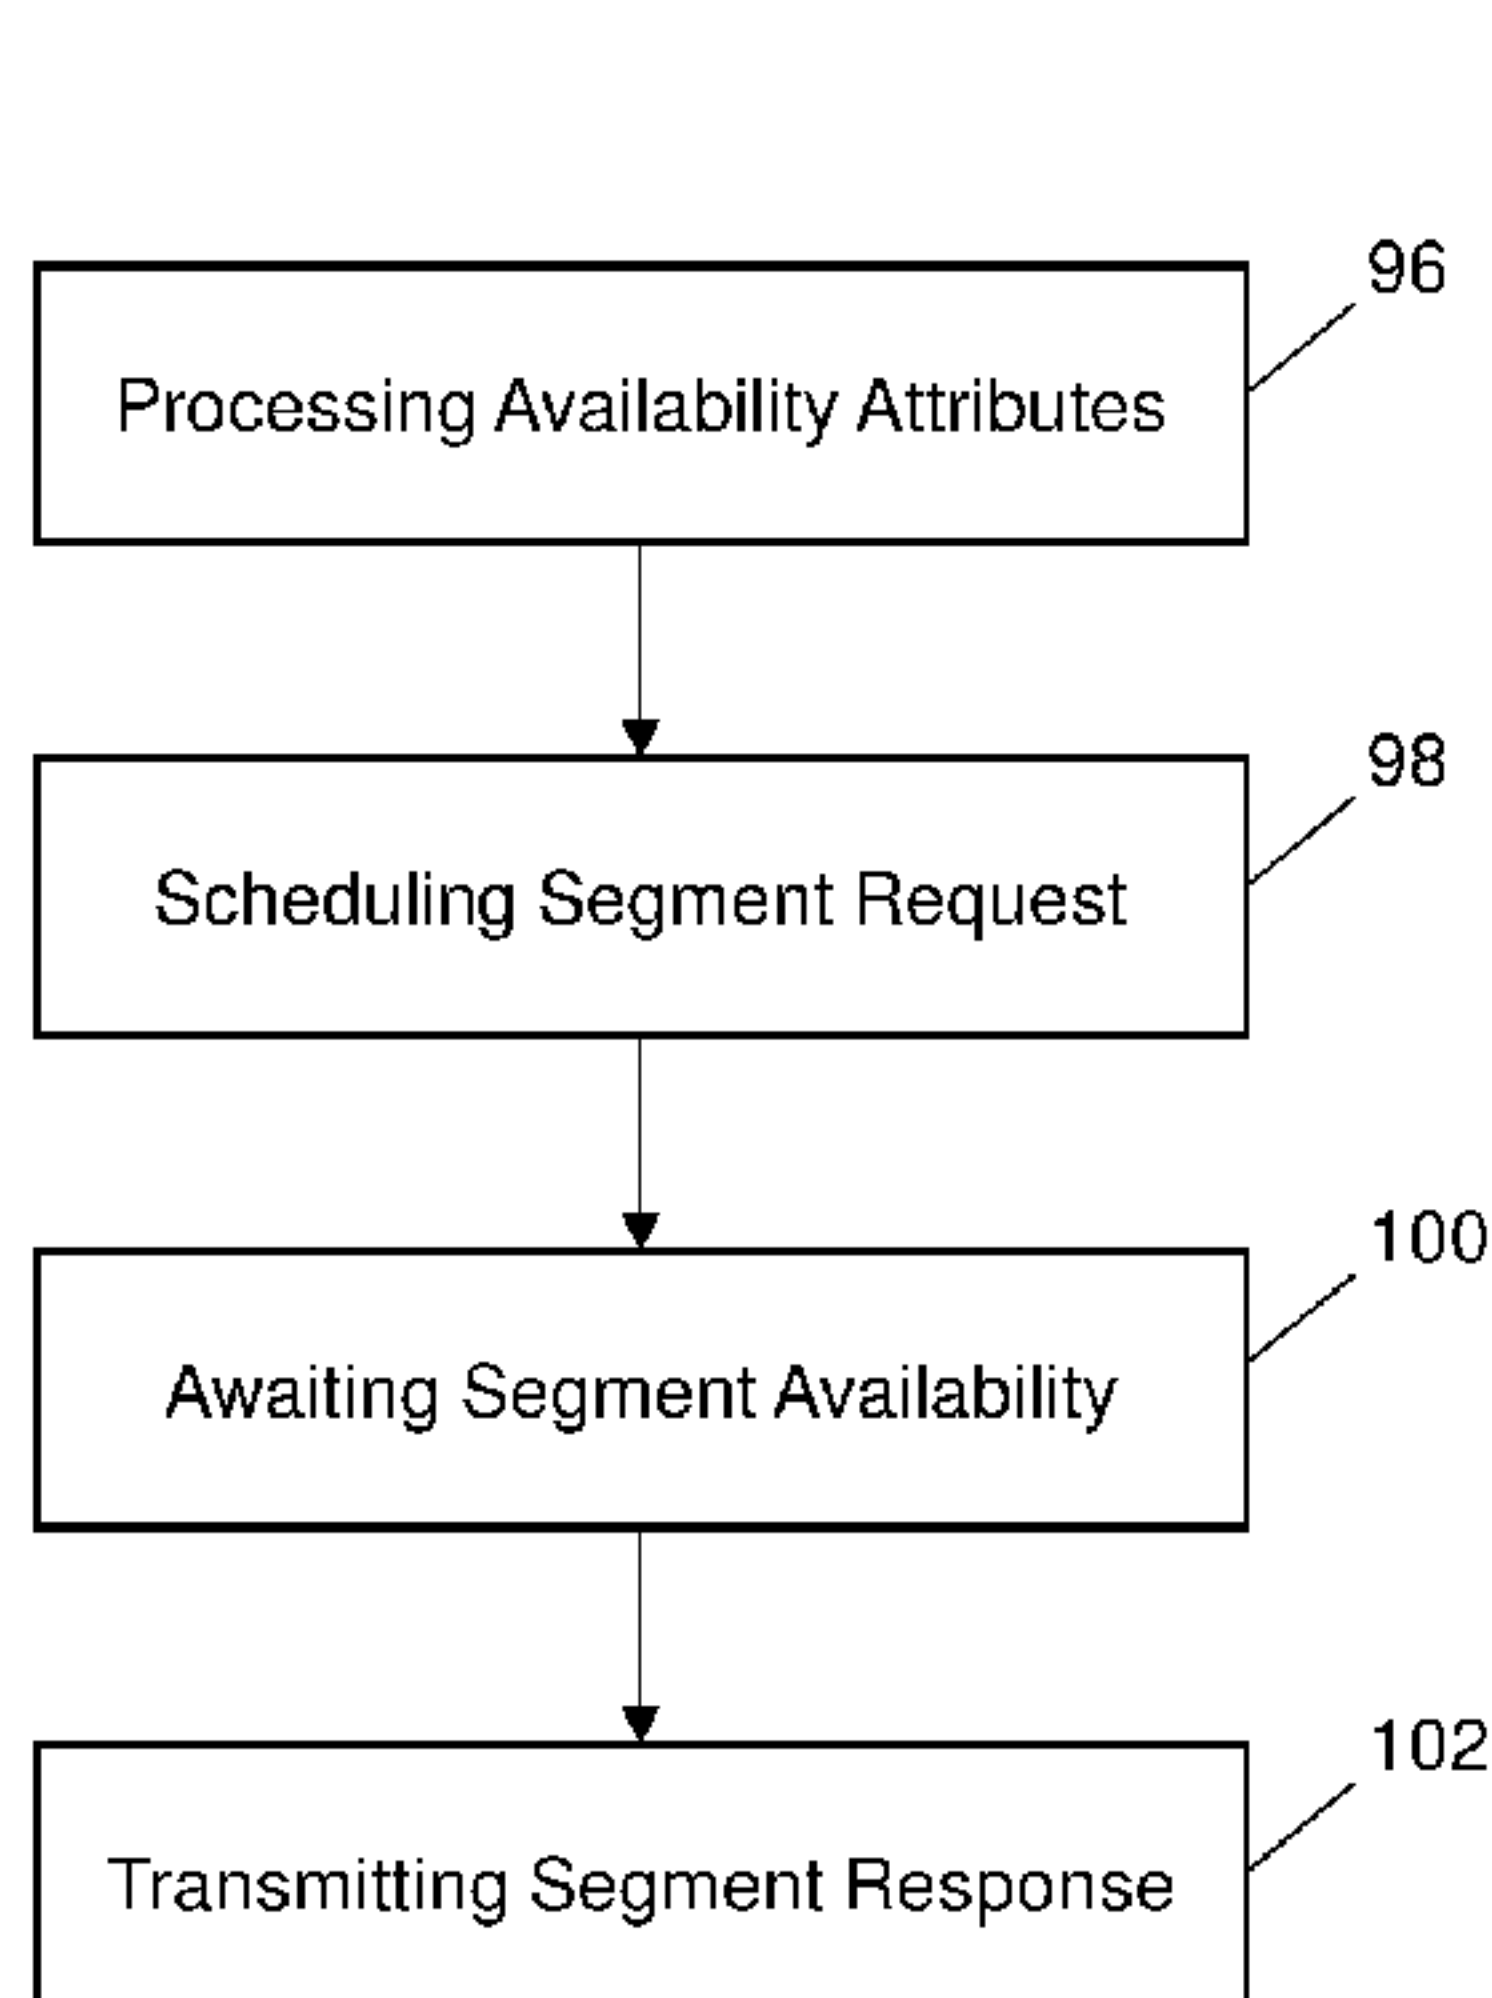 96
Processing Availability Attributes
98
Scheduling Segment Request
100
Awaiting Segment Availability
102
Transmitting Segment Response